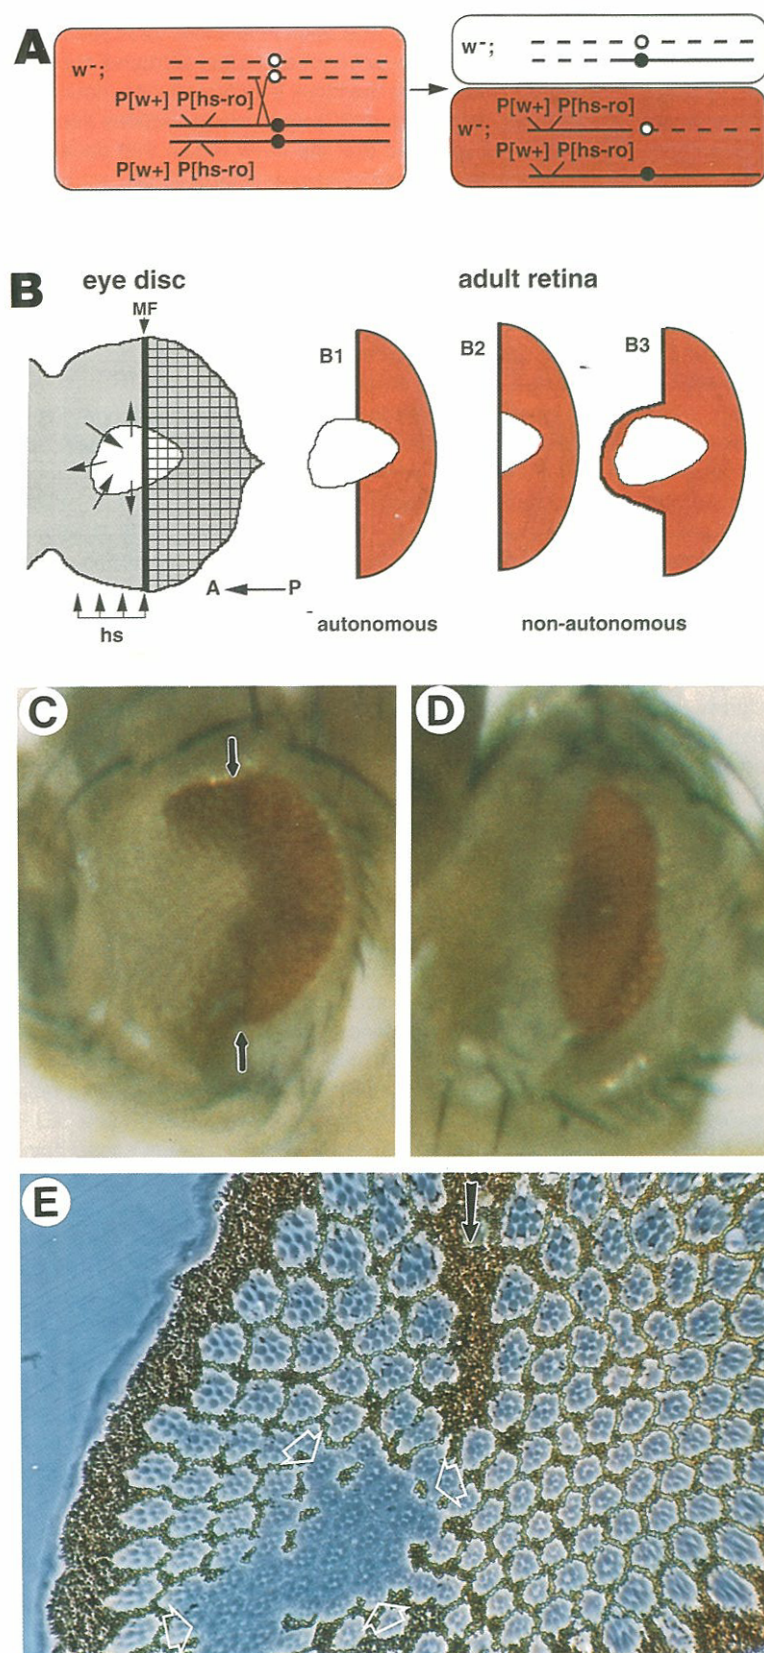 A
w-;
P[w+] P[hs-ro]
P[w+] P[hs-ro]
w-;
P[w+] P[hs-ro]
w-;
P[w+] P[hs-ro]
B
eye disc
adult retina
MF
B1
B2
B3
A
P
hs
autonomous
non-autonomous
C
D
E